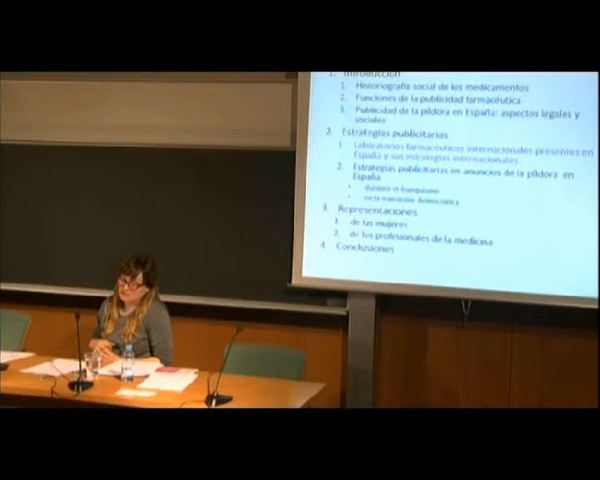 1. Introducción
1. Historiografía social de los medicamentos
2. Funciones de la publicidad farmacéutica
3. Publicidad de la píldora en España: aspectos legales y
sociales
2. Estrategias publicitarias
1. Laboratorios farmacéuticos internacionales presentes en
España y sus estrategias internacionales
2. Estrategias publicitarias en anuncios de la píldora en
España
• durante el franquismo
• en la transición democrática
3. Representaciones
1. de las mujeres
2. de los profesionales de la medicina
4. Conclusiones